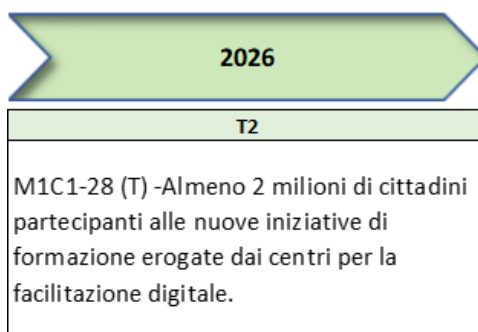 2026
T2
M1C1-28 (T) -Almeno 2 milioni di cittadini
partecipanti alle nuove iniziative di
formazione erogate dai centri per la
facilitazione digitale.